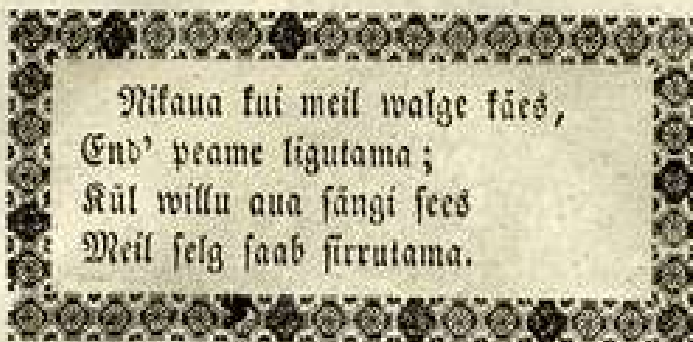 Nikaua kui meil walge käes,
End' peame ligutama;
Kül willu aua sängi sees
Meil selg saab sirrutama.